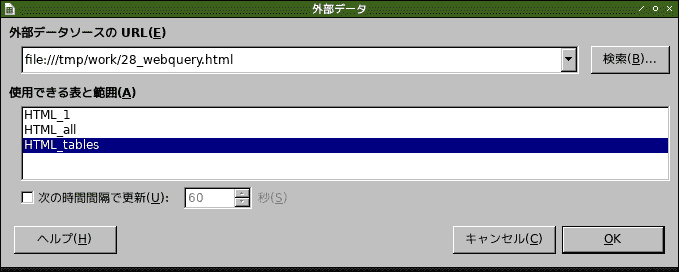 外部データ
外部データソースの URL(E)
file:///tmp/work/28_webquery.html
検索(B)...
使用できる表と範囲(A)
HTML_1
HTML_all
HTML_tables
次の時間間隔で更新(U): 60 秒(S)
ヘルプ(H) キャンセル(C) OK